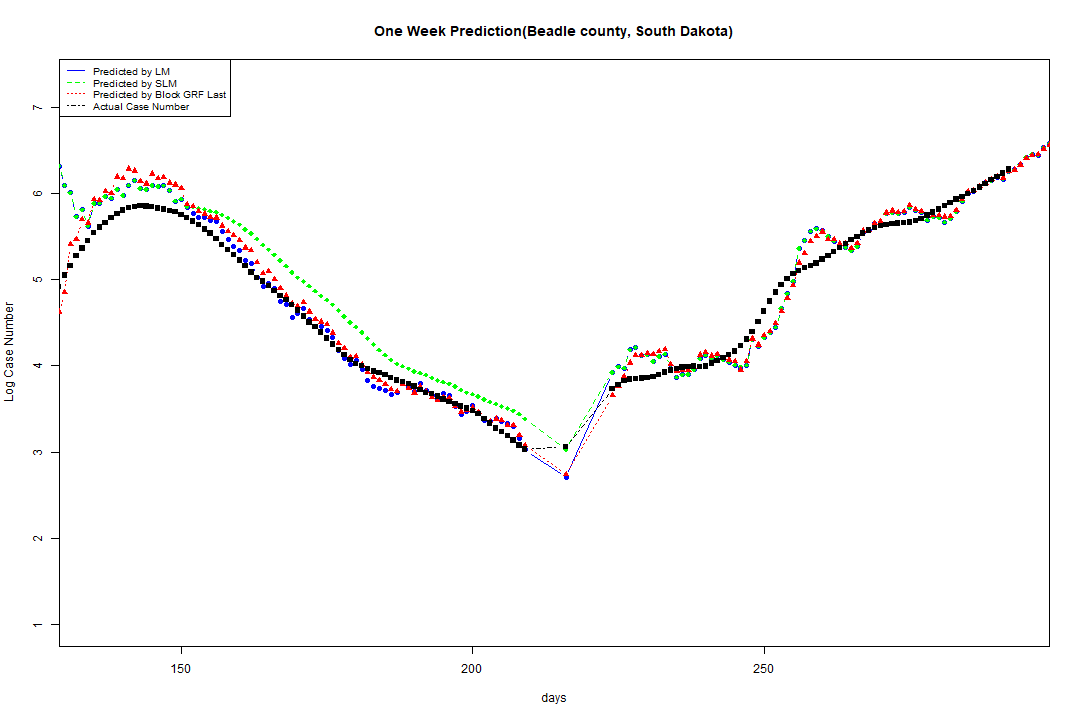 One Week Prediction(Beadle county, South Dakota)
Predicted by LM
Predicted by SLM
Predicted by Block GRF Last
Actual Case Number
7
6
5
4
3
2
1
Log Case Number
150
200
250
days